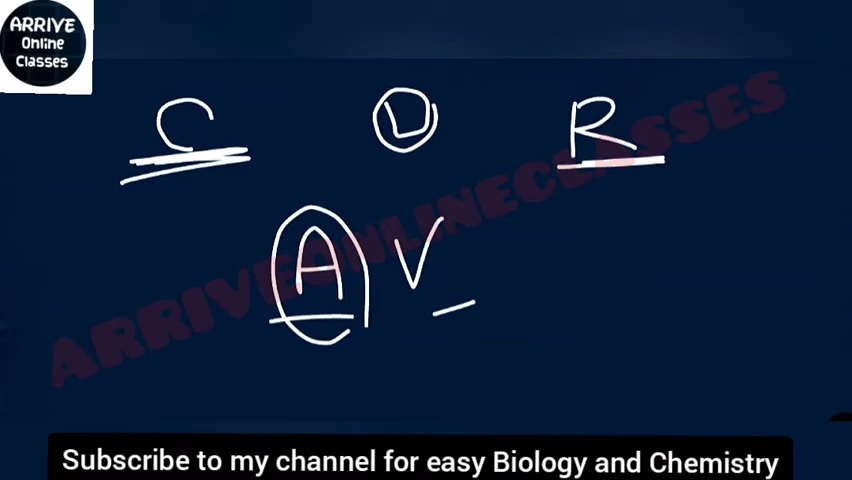 ARRIVE
Online
Classes
C L R
A V
ARRIVEONLINECLASSES
Subscribe to my channel for easy Biology and Chemistry